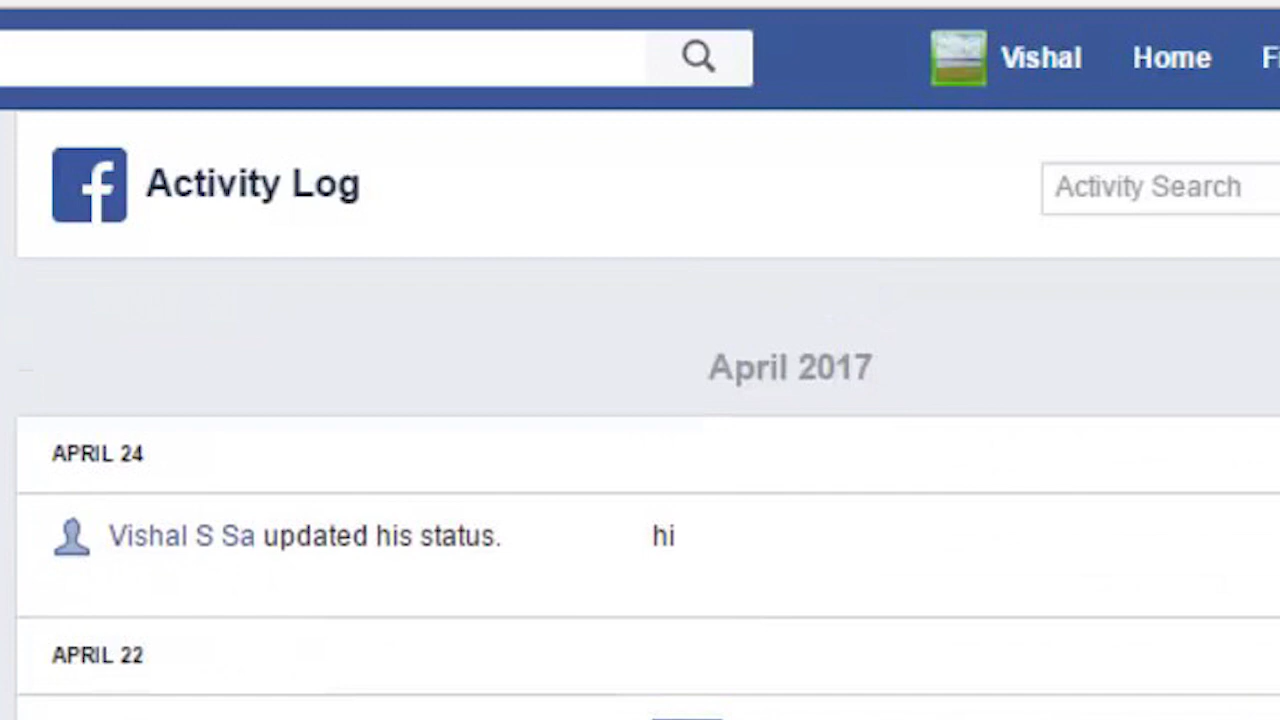 Vishal Home
Activity Log
Activity Search
April 2017
APRIL 24
Vishal S Sa updated his status. hi
APRIL 22